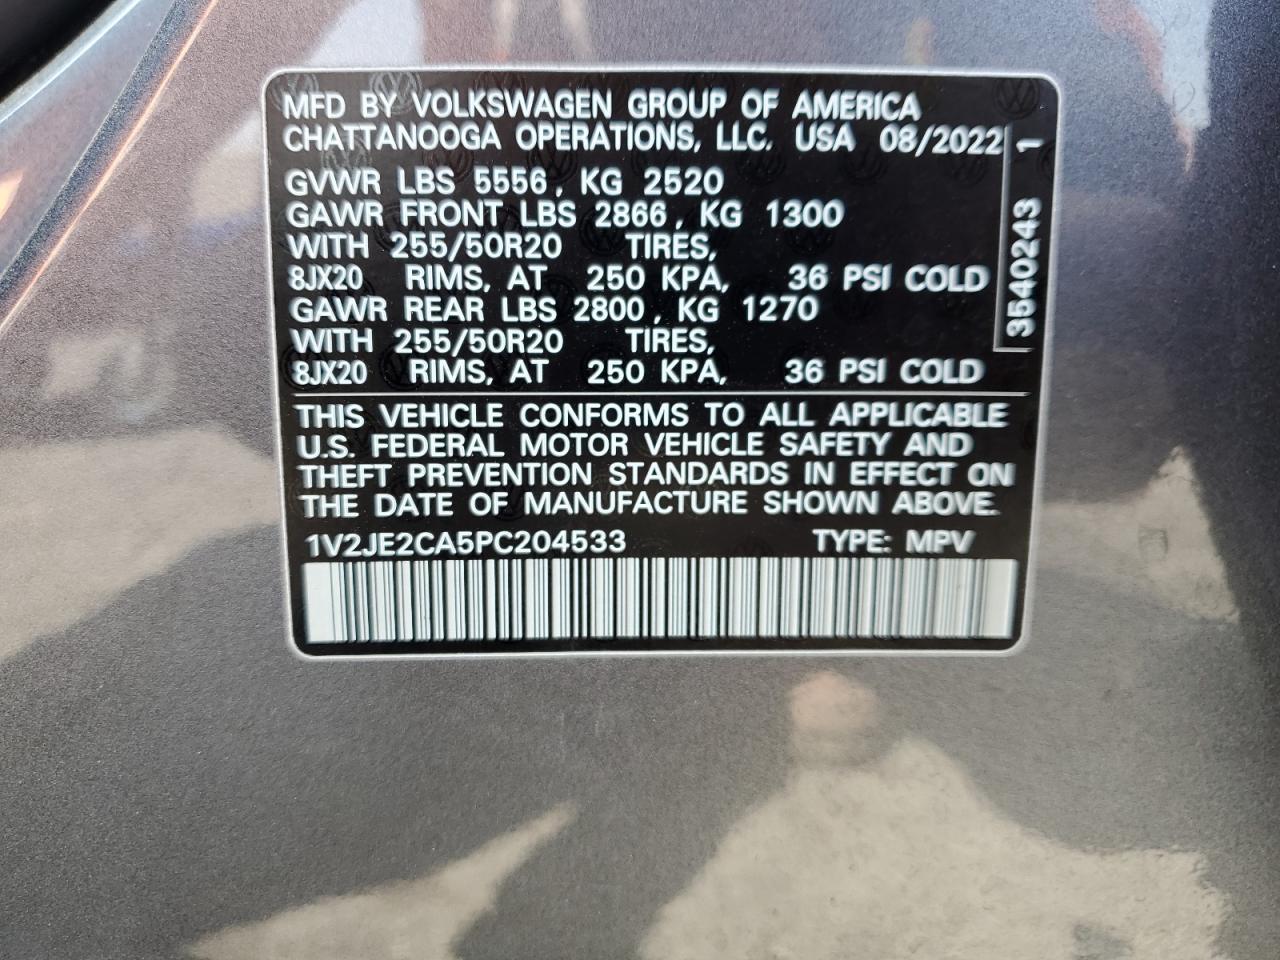 MFD BY VOLKSWAGEN GROUP OF AMERICA
CHATTANOOGA OPERATIONS, LLC. USA 08/2022
GVWR LBS 5556, KG 2520
GAWR FRONT LBS 2866, KG 1300
WITH 255/50R20 TIRES,
8JX20 RIMS, AT 250 KPA, 36 PSI COLD
GAWR REAR LBS 2800, KG 1270
WITH 255/50R20 TIRES,
8JX20 RIMS, AT 250 KPA, 36 PSI COLD
3540243 1
THIS VEHICLE CONFORMS TO ALL APPLICABLE
U.S. FEDERAL MOTOR VEHICLE SAFETY AND
THEFT PREVENTION STANDARDS IN EFFECT ON
THE DATE OF MANUFACTURE SHOWN ABOVE.
1V2JE2CA5PC204533 TYPE: MPV